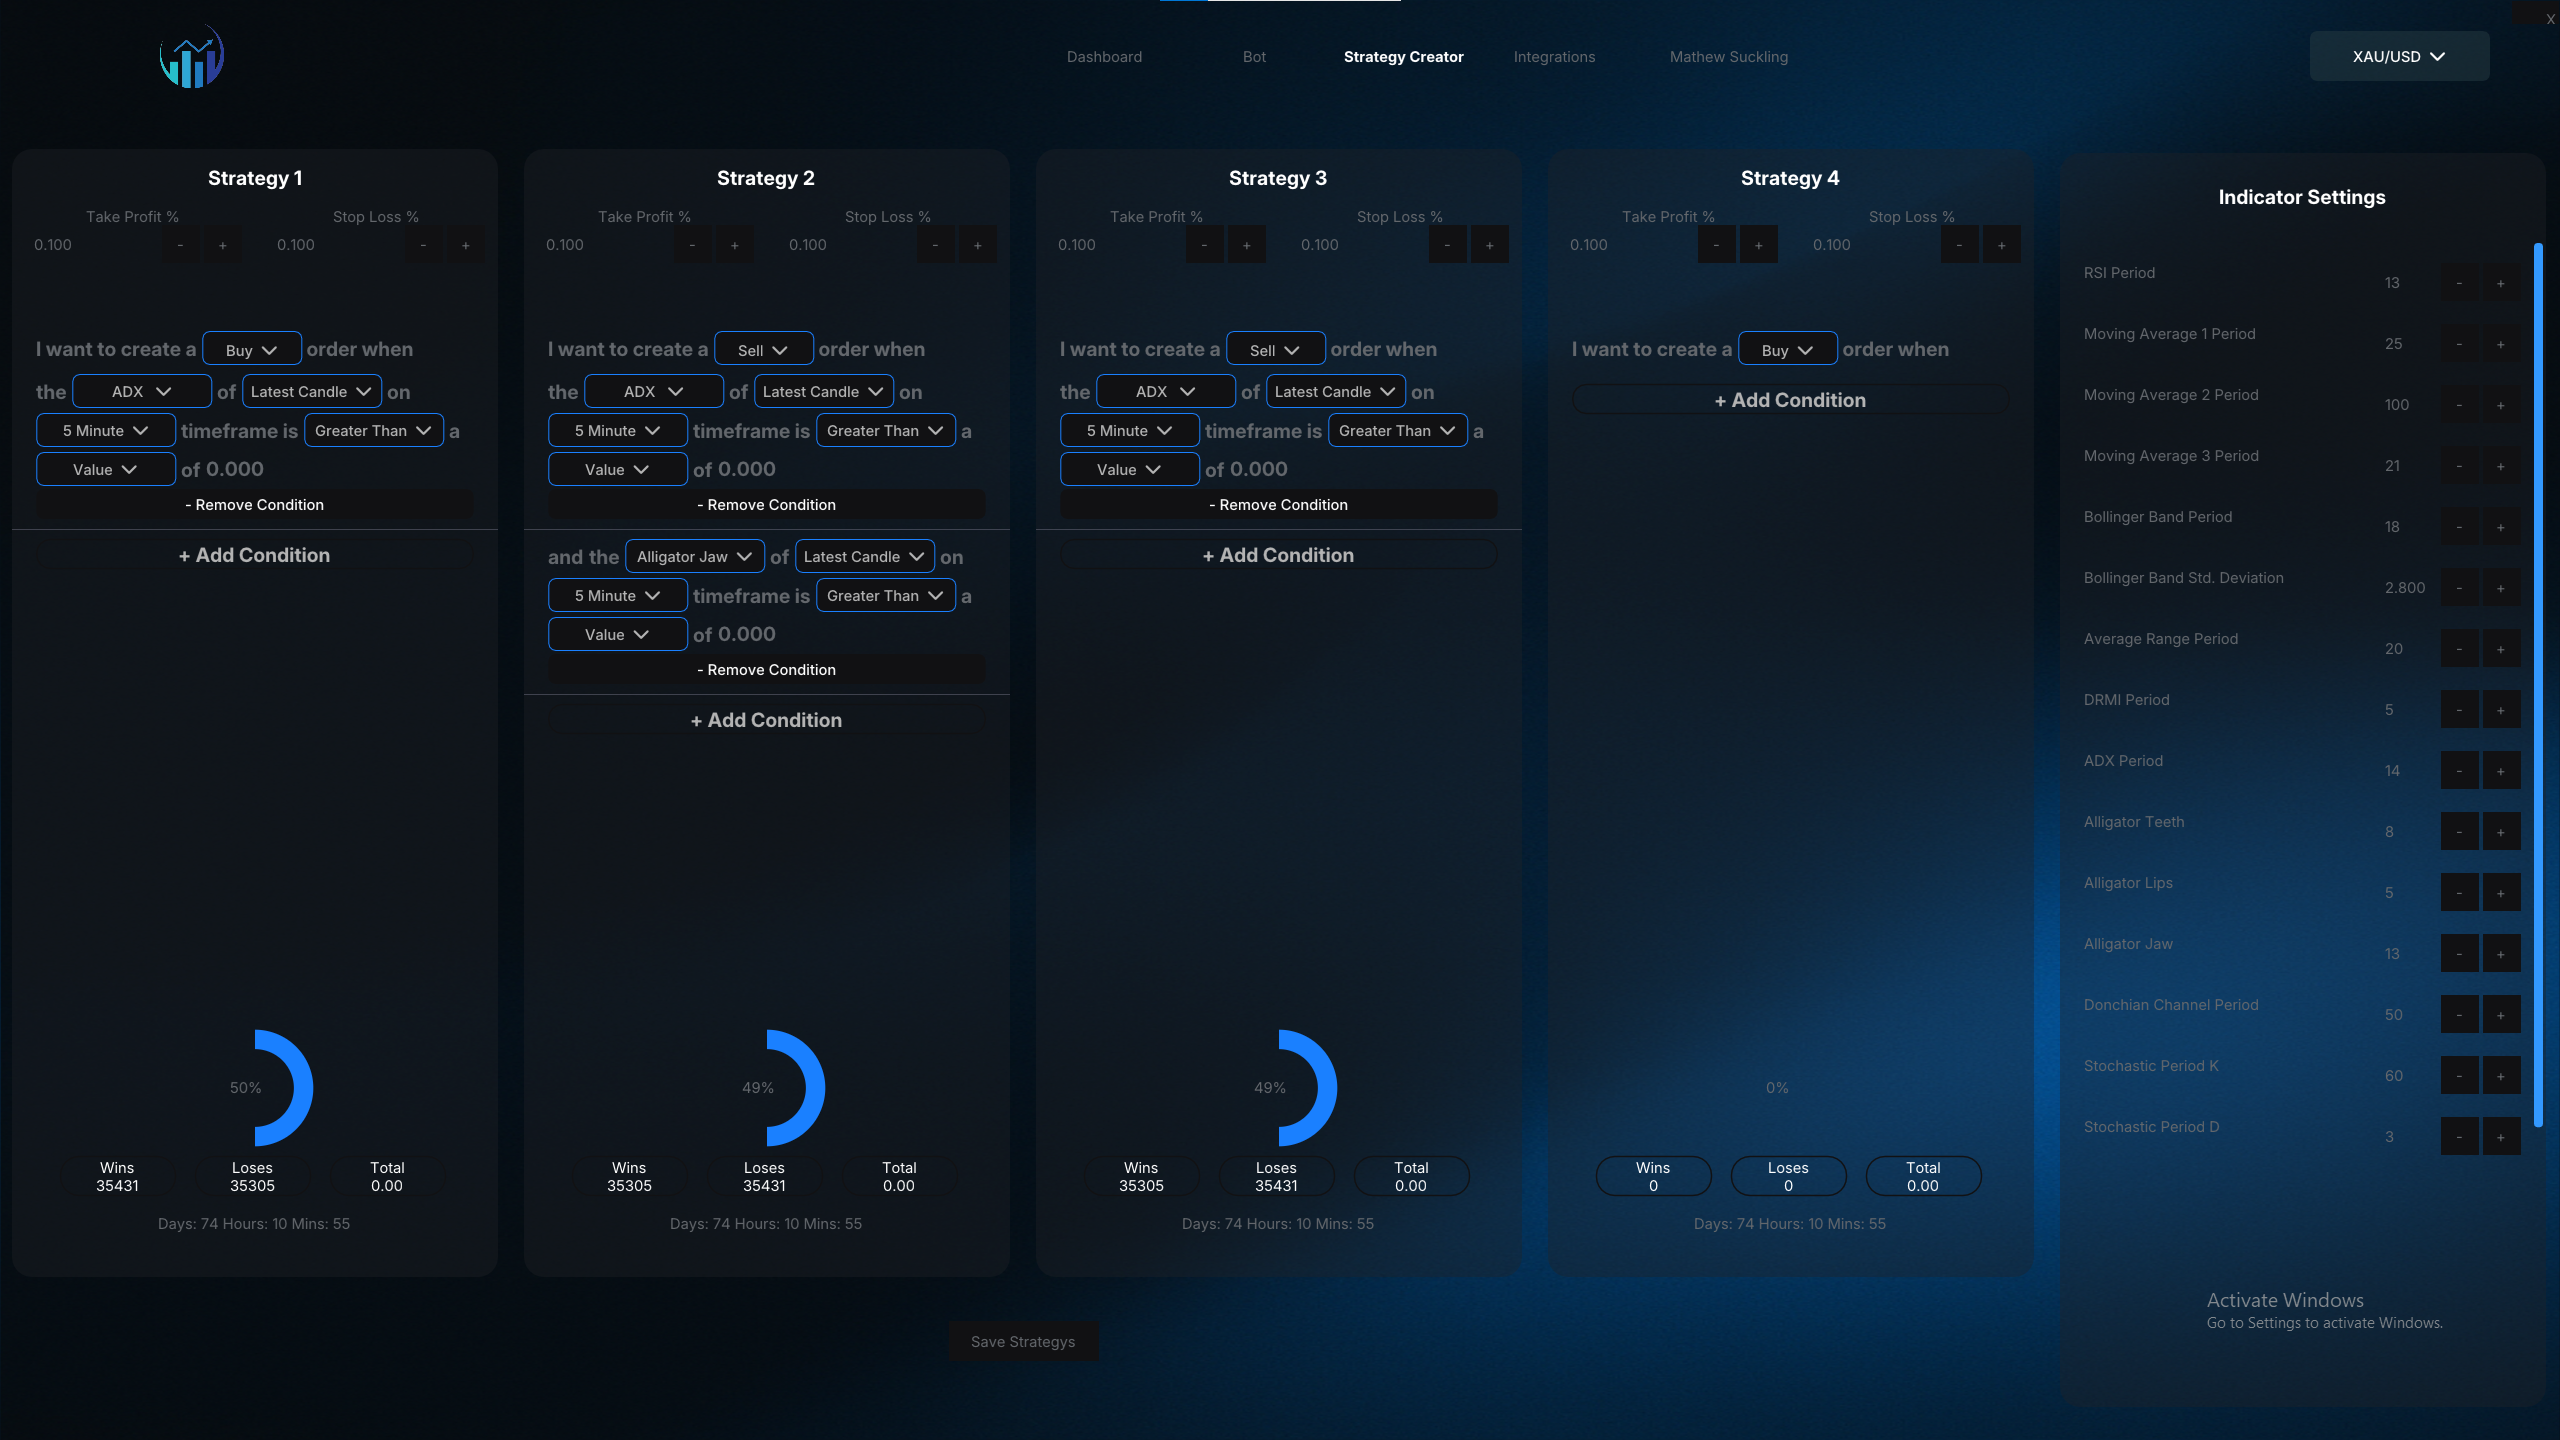 X
Dashboard Bot Strategy Creator Integrations Mathew Suckling XAU/USD
Strategy 1
Take Profit % Stop Loss %
0.100 - + 0.100 - +
I want to create a Buy order when
the ADX of Latest Candle on
5 Minute timeframe is Greater Than a
Value of 0.000
- Remove Condition
+ Add Condition
50%
Wins Loses Total
35431 35305 0.00
Days: 74 Hours: 10 Mins: 55
Strategy 2
Take Profit % Stop Loss %
0.100 - + 0.100 - +
I want to create a Sell order when
the ADX of Latest Candle on
5 Minute timeframe is Greater Than a
Value of 0.000
- Remove Condition
and the Alligator Jaw of Latest Candle on
5 Minute timeframe is Greater Than a
Value of 0.000
- Remove Condition
+ Add Condition
49%
Wins Loses Total
35305 35431 0.00
Days: 74 Hours: 10 Mins: 55
Strategy 3
Take Profit % Stop Loss %
0.100 - + 0.100 - +
I want to create a Sell order when
the ADX of Latest Candle on
5 Minute timeframe is Greater Than a
Value of 0.000
- Remove Condition
+ Add Condition
49%
Wins Loses Total
35305 35431 0.00
Days: 74 Hours: 10 Mins: 55
Strategy 4
Take Profit % Stop Loss %
0.100 - + 0.100 - +
I want to create a Buy order when
+ Add Condition
0%
Wins Loses Total
0 0 0.00
Days: 74 Hours: 10 Mins: 55
Indicator Settings
RSI Period 13 - +
Moving Average 1 Period 25 - +
Moving Average 2 Period 100 - +
Moving Average 3 Period 21 - +
Bollinger Band Period 18 - +
Bollinger Band Std. Deviation 2.800 - +
Average Range Period 20 - +
DRMI Period 5 - +
ADX Period 14 - +
Alligator Teeth 8 - +
Alligator Lips 5 - +
Alligator Jaw 13 - +
Donchian Channel Period 50 - +
Stochastic Period K 60 - +
Stochastic Period D 3 - +
Save Strategys
Activate Windows
Go to Settings to activate Windows.